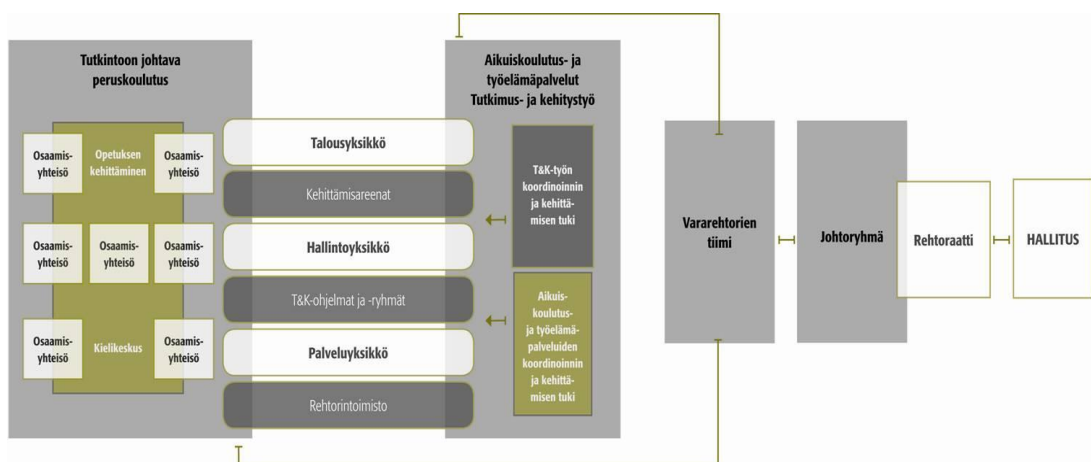 Tutkintoon johtava
peruskoulutus
Osaamis-
yhteisö
Opetuksen
kehittäminen
Osaamis-
yhteisö
Osaamis-
yhteisö
Osaamis-
yhteisö
Osaamis-
yhteisö
Osaamis-
yhteisö
Kielikeskus
Osaamis-
yhteisö
Talousyksikkö
Kehittämisareenat
Hallintoyksikkö
T&K-ohjelmat ja -ryhmät
Palveluyksikkö
Rehtorintoimisto
Aikuiskoulutus- ja
työelämäpalvelut
Tutkimus- ja kehitystyö
T&K-työn
koordinoinnin
ja kehittä-
misen tuki
Aikuis-
koulutus-
ja työelämä-
palveluiden
koordinoinnin
ja kehittä-
misen tuki
Vararehtorien
tiimi
Johtoryhmä
Rehtoraatti
HALLITUS